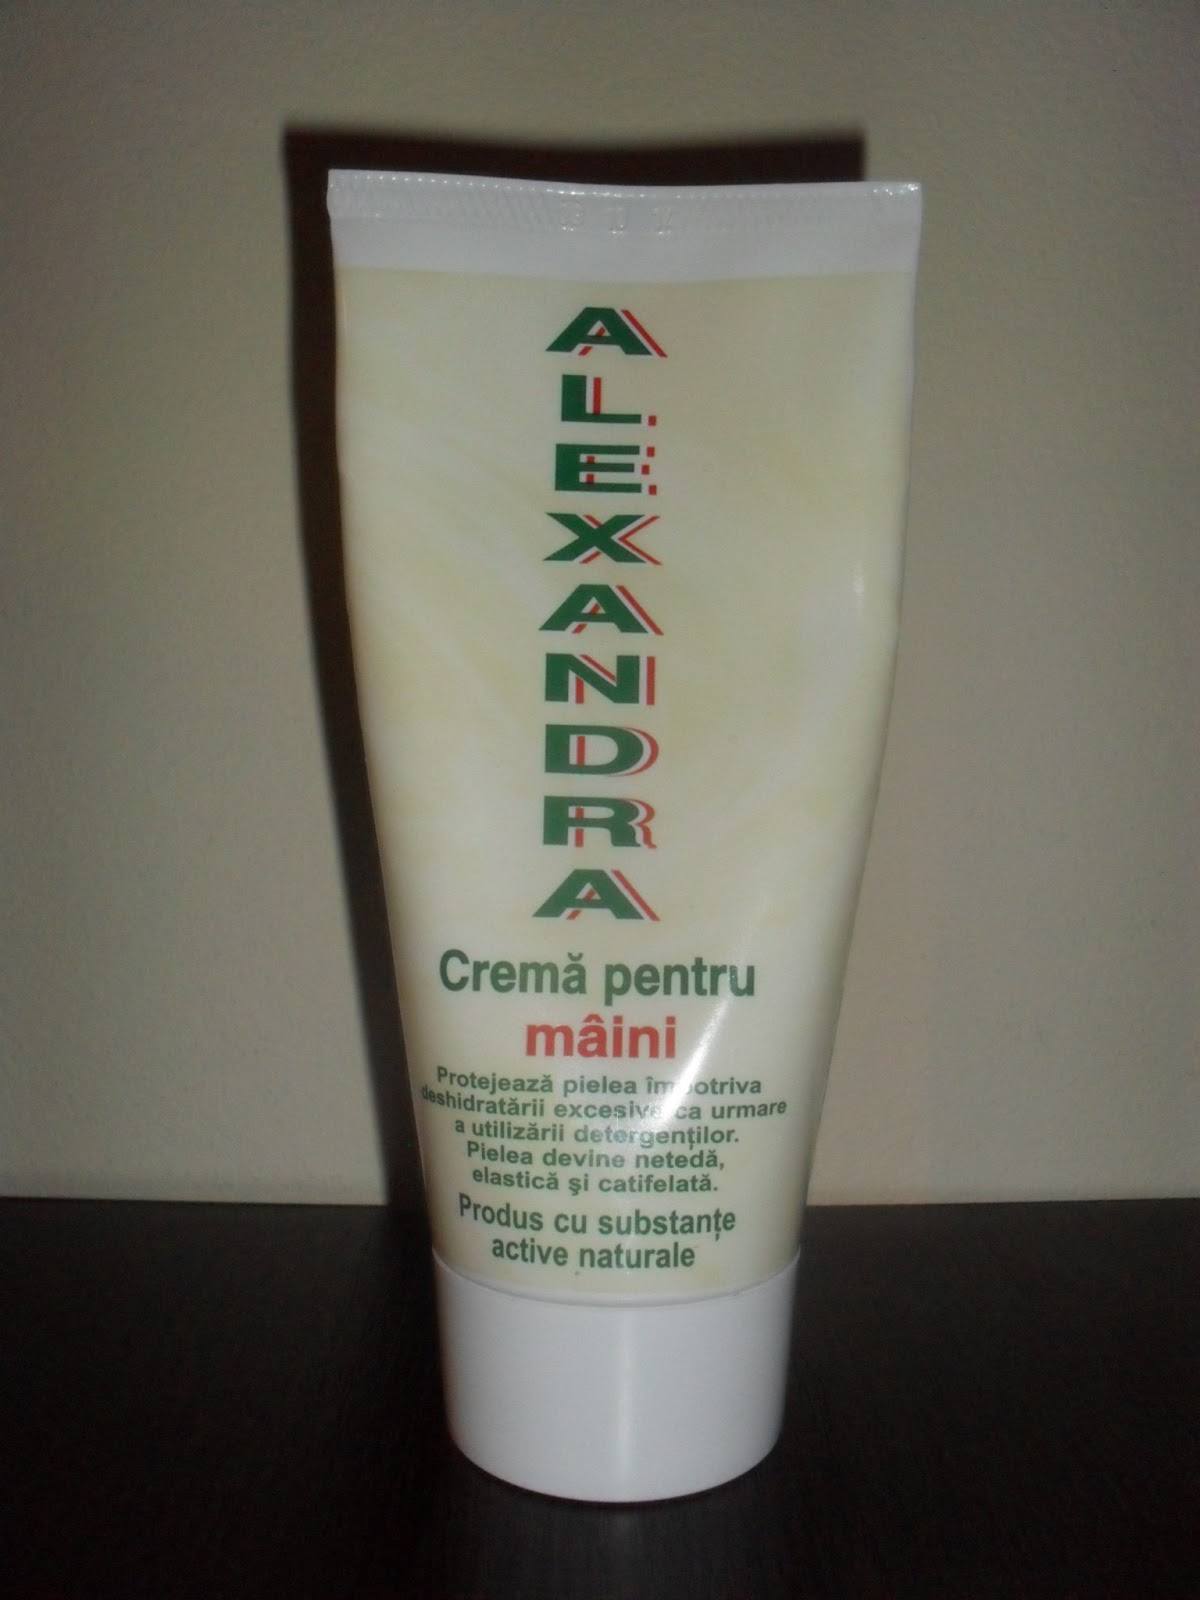 ALEXANDRA
Cremă pentru
mâini
Protejează pielea împotriva
deshidratării excesive ca urmare
a utilizării detergenților.
Pielea devine netedă,
elastică şi catifelată.
Produs cu substanțe
active naturale